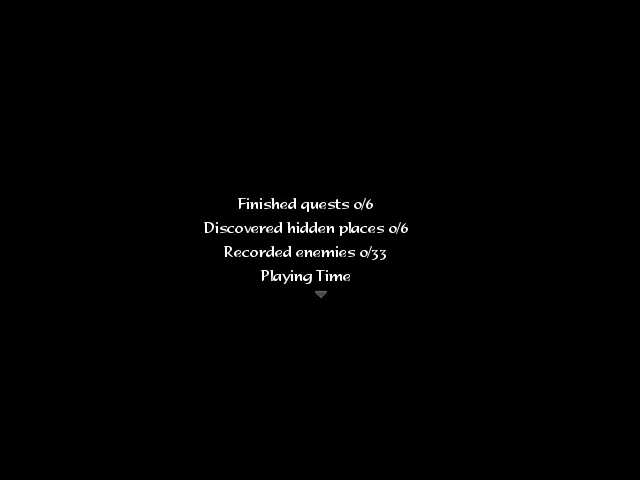 Finished quests 0/6
Discovered hidden places 0/6
Recorded enemies 0/33
Playing Time